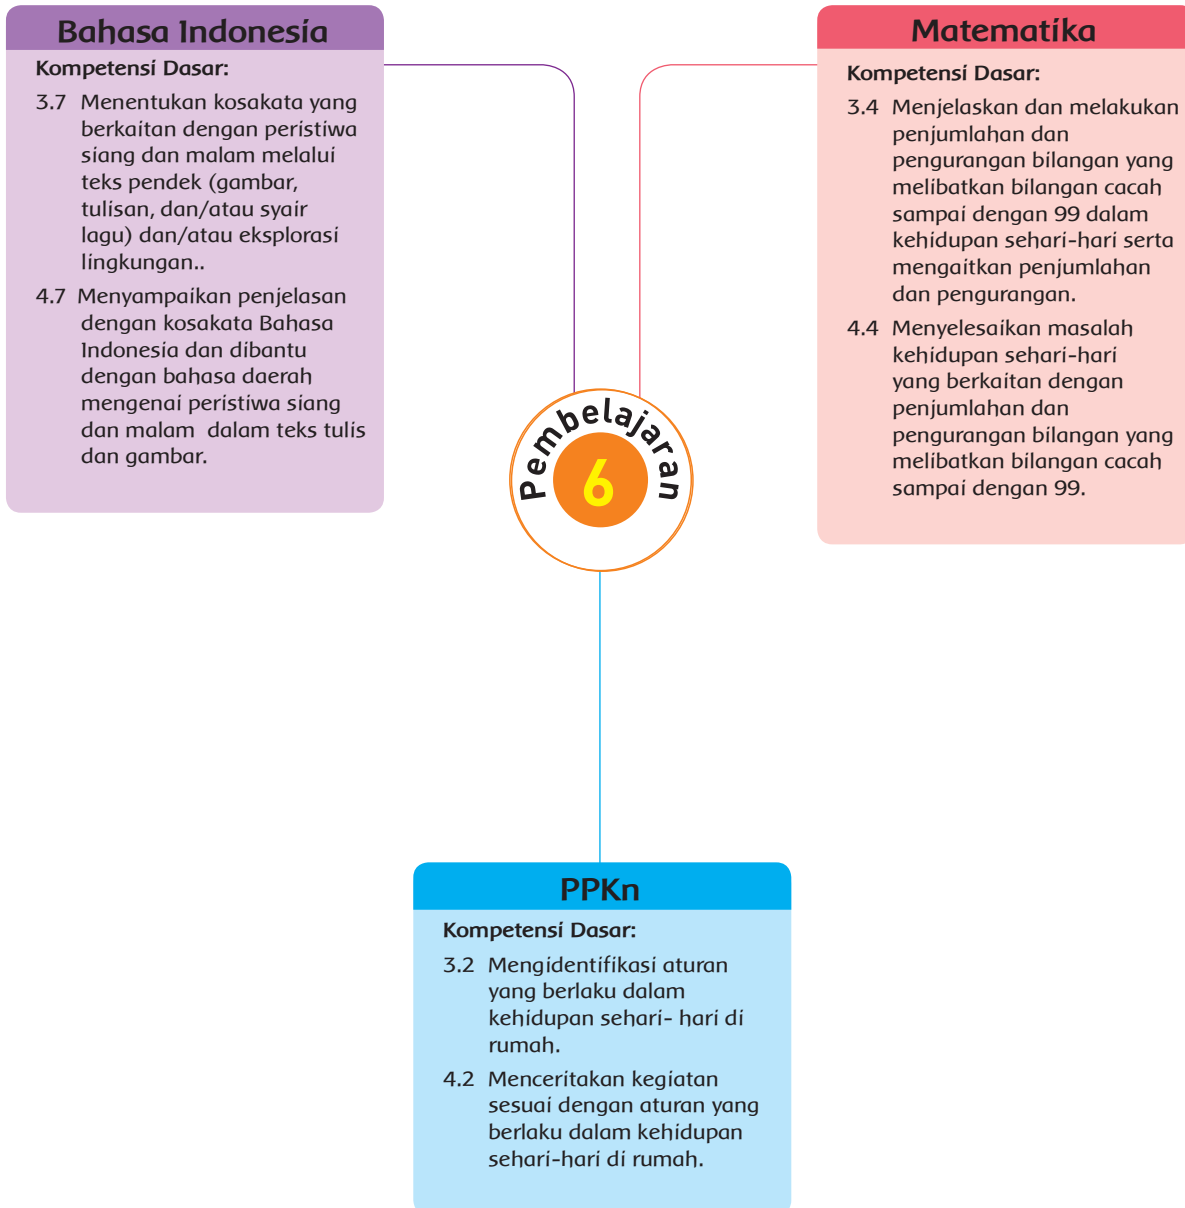 Bahasa Indonesia
Kompetensi Dasar:
3.7 Menentukan kosakata yang
berkaitan dengan peristiwa
siang dan malam melalui
teks pendek (gambar,
tulisan, dan/atau syair
lagu) dan/atau eksplorasi
lingkungan..
4.7 Menyampaikan penjelasan
dengan kosakata Bahasa
Indonesia dan dibantu
dengan bahasa daerah
mengenai peristiwa siang
dan malam dalam teks tulis
dan gambar.
Matematika
Kompetensi Dasar:
3.4 Menjelaskan dan melakukan
penjumlahan dan
pengurangan bilangan yang
melibatkan bilangan cacah
sampai dengan 99 dalam
kehidupan sehari-hari serta
mengaitkan penjumlahan
dan pengurangan.
4.4 Menyelesaikan masalah
kehidupan sehari-hari
yang berkaitan dengan
penjumlahan dan
pengurangan bilangan yang
melibatkan bilangan cacah
sampai dengan 99.
Pembelajaran
6
PPKn
Kompetensi Dasar:
3.2 Mengidentifikasi aturan
yang berlaku dalam
kehidupan sehari- hari di
rumah.
4.2 Menceritakan kegiatan
sesuai dengan aturan yang
berlaku dalam kehidupan
sehari-hari di rumah.